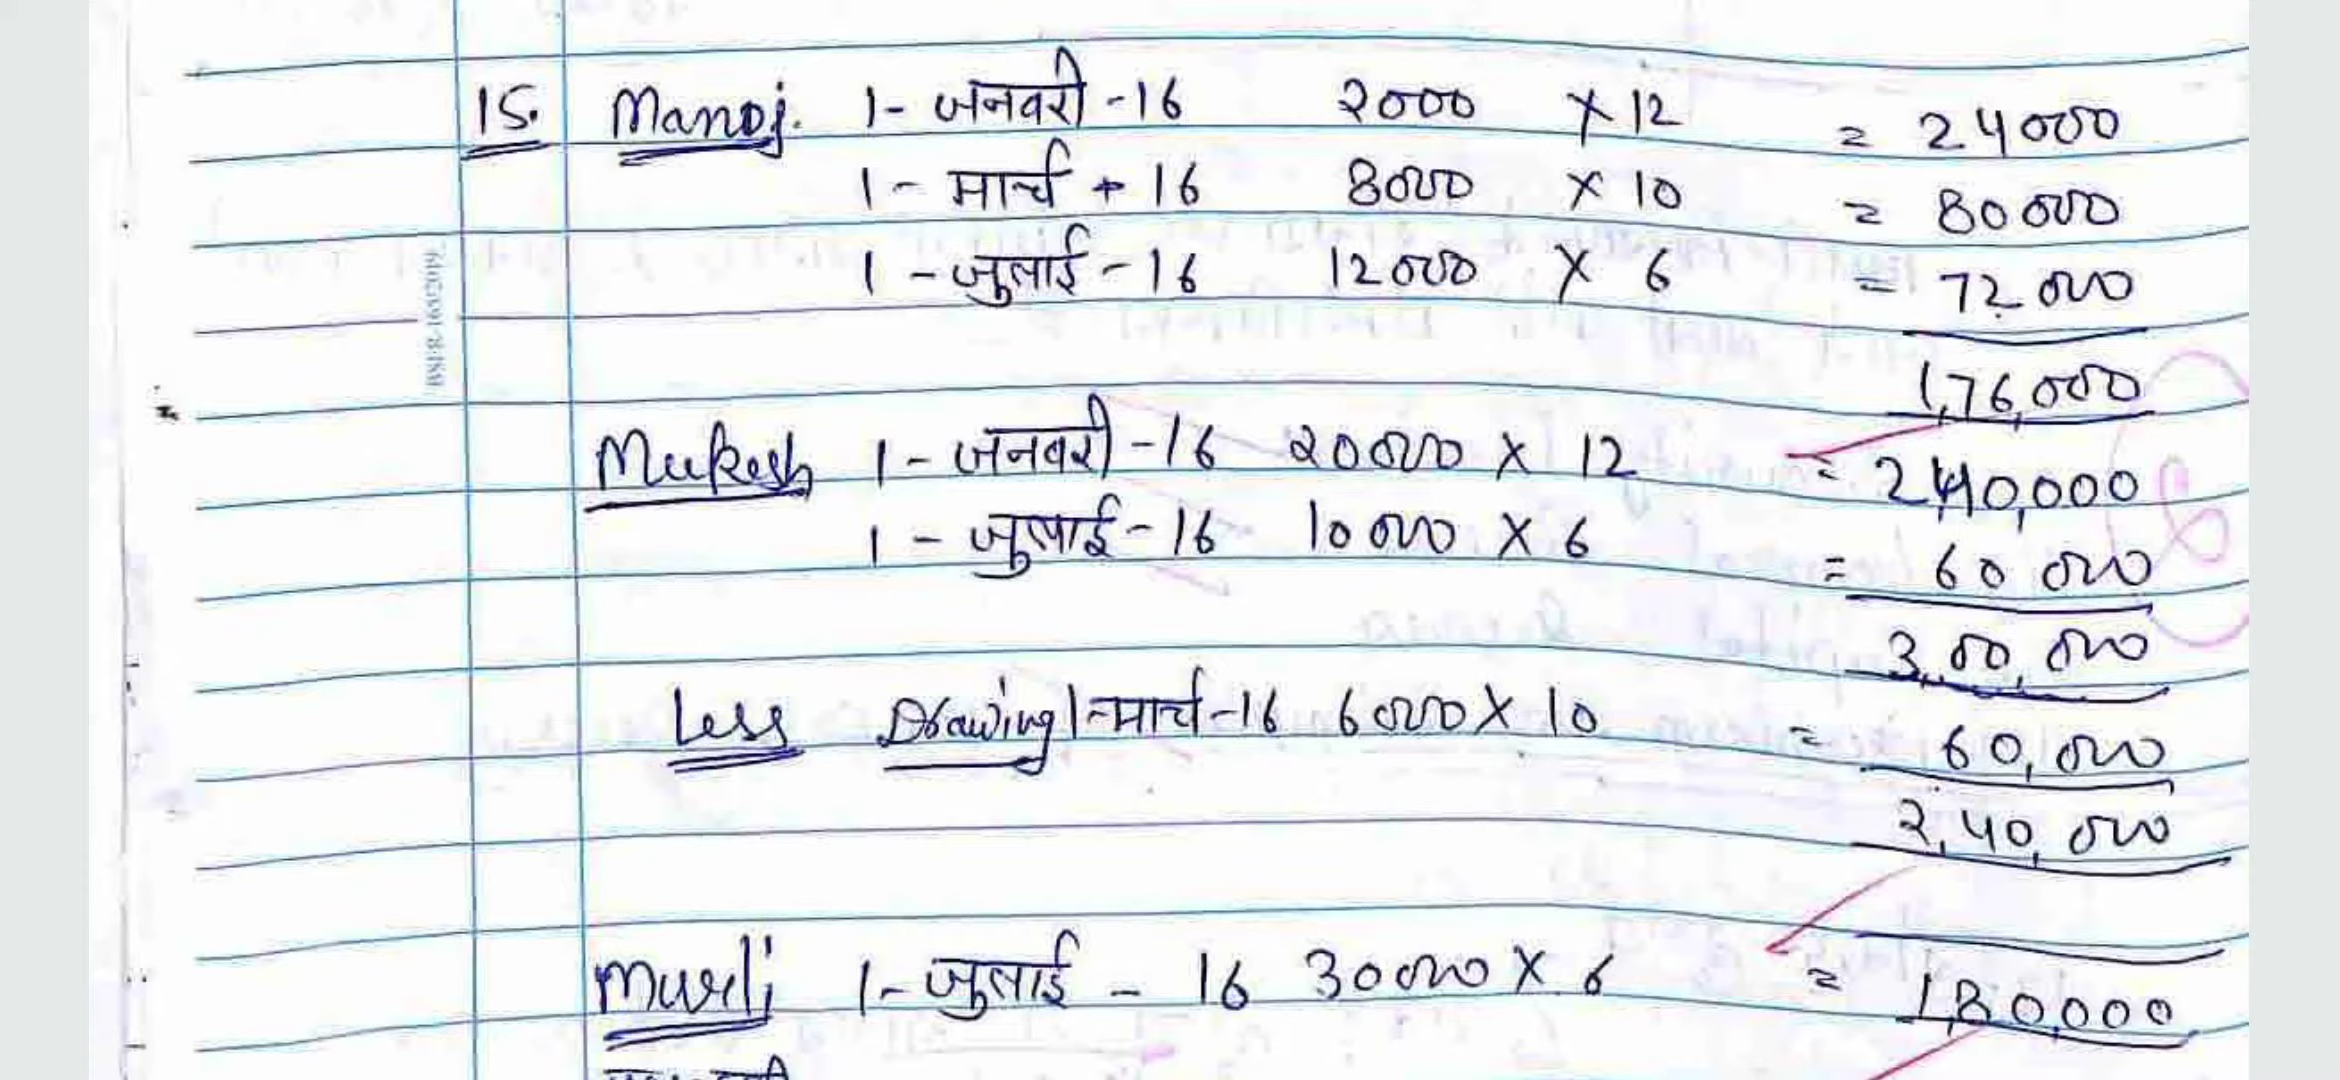 15. Manoj. 1- जनवरी -16 2000 × 12 = 24000
1 - मार्च + 16 8000 × 10 = 80000
1 - जुलाई - 16 12000 × 6 = 72000
1,76,000
Mukesh 1 - जनवरी -16 20000 × 12 = 240,000
1 - जुलाई - 16 10000 × 6 = 60 000
3,00,000
Less Drawing 1-मार्च-16 6000 × 10 = 60,000
2,40,000
Murli 1- जुलाई - 16 30000 × 6 = 1,80,000